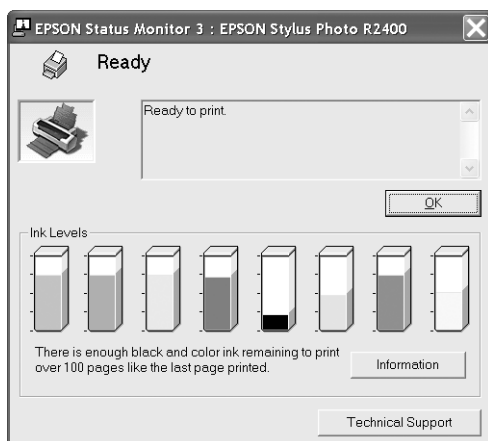 EPSON Status Monitor 3 : EPSON Stylus Photo R2400
Ready
Ready to print.
OK
Ink Levels
There is enough black and color ink remaining to print
over 100 pages like the last page printed.
Information
Technical Support